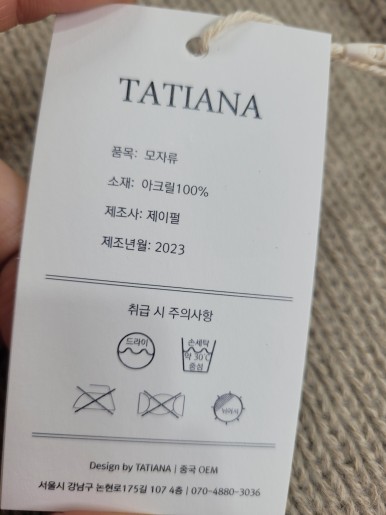 TATIANA
품목: 모자류
소재: 아크릴100%
제조사: 제이펄
제조년월: 2023
취급 시 주의사항
드라이
손세탁
약 30℃
중성
Design by TATIANA | 중국 OEM
서울시 강남구 논현로175길 107 4층 | 070-4880-3036